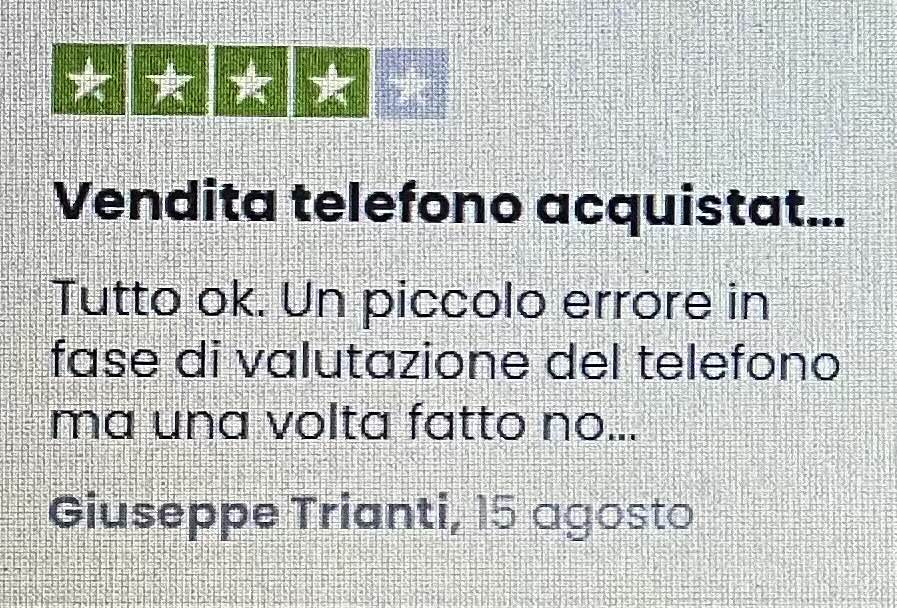 Vendita telefono acquistat...
Tutto ok. Un piccolo errore in
fase di valutazione del telefono
ma una volta fatto no...
Giuseppe Trianti, 15 agosto